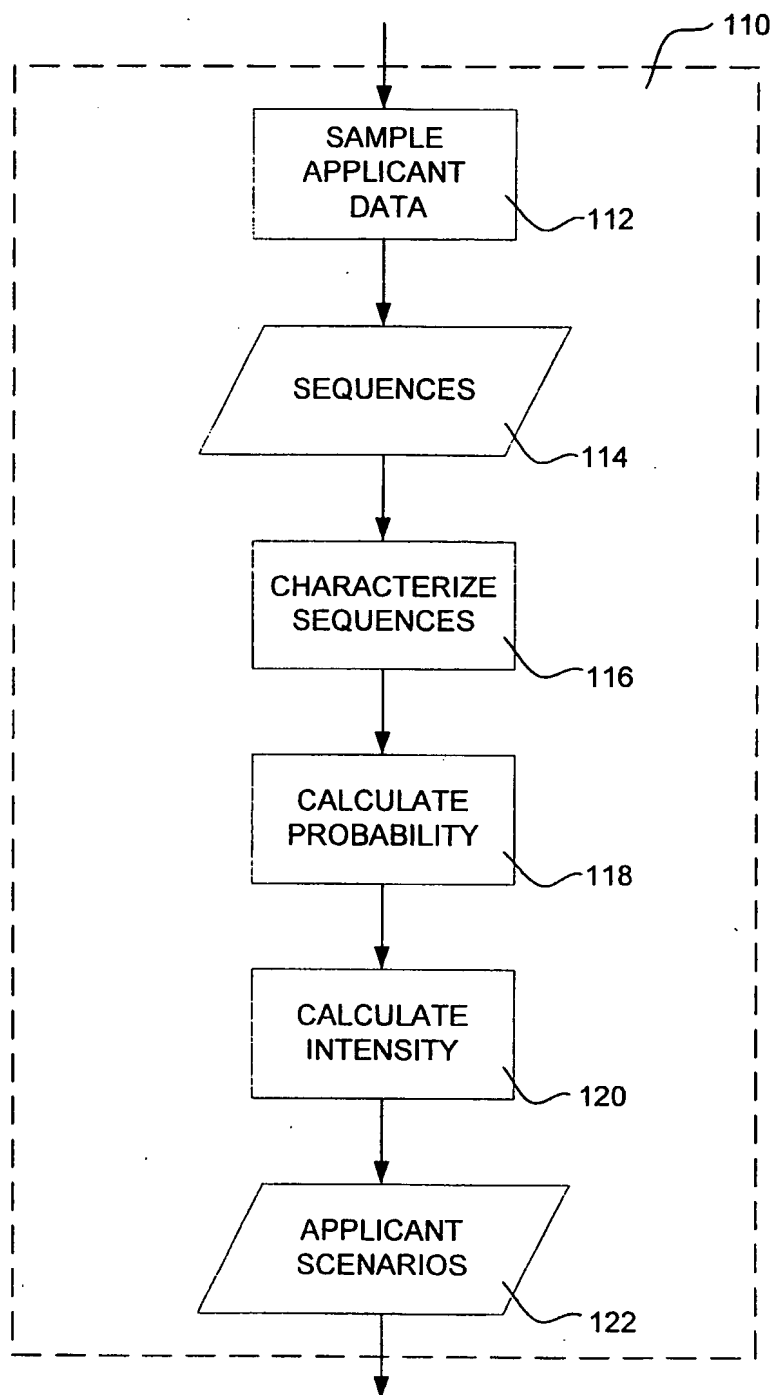 110
SAMPLE
APPLICANT
DATA
112
SEQUENCES
114
CHARACTERIZE
SEQUENCES
116
CALCULATE
PROBABILITY
118
CALCULATE
INTENSITY
120
APPLICANT
SCENARIOS
122